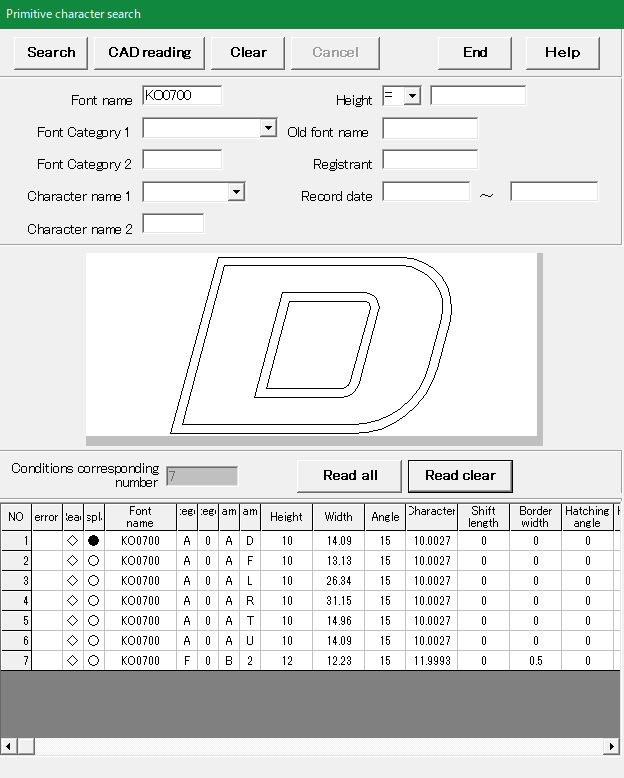 Primitive character search
Search CAD reading Clear Cancel End Help
Font name KO0700 Height =
Font Category 1 Old font name
Font Category 2 Registrant
Character name 1 Record date ~
Character name 2
D
Conditions corresponding number 7 Read all Read clear
NO error spl Font name am am Height Width Angle Character Shift length Border width Hatching angle
1 KO0700 A 0 A D 10 14.09 15 10.0027 0 0 0
2 KO0700 A 0 A F 10 13.13 15 10.0027 0 0 0
3 KO0700 A 0 A L 10 26.34 15 10.0027 0 0 0
4 KO0700 A 0 A R 10 31.15 15 10.0027 0 0 0
5 KO0700 A 0 A T 10 14.96 15 10.0027 0 0 0
6 KO0700 A 0 A U 10 14.09 15 10.0027 0 0 0
7 KO0700 F 0 B 2 12 12.23 15 11.9993 0 0.5 0